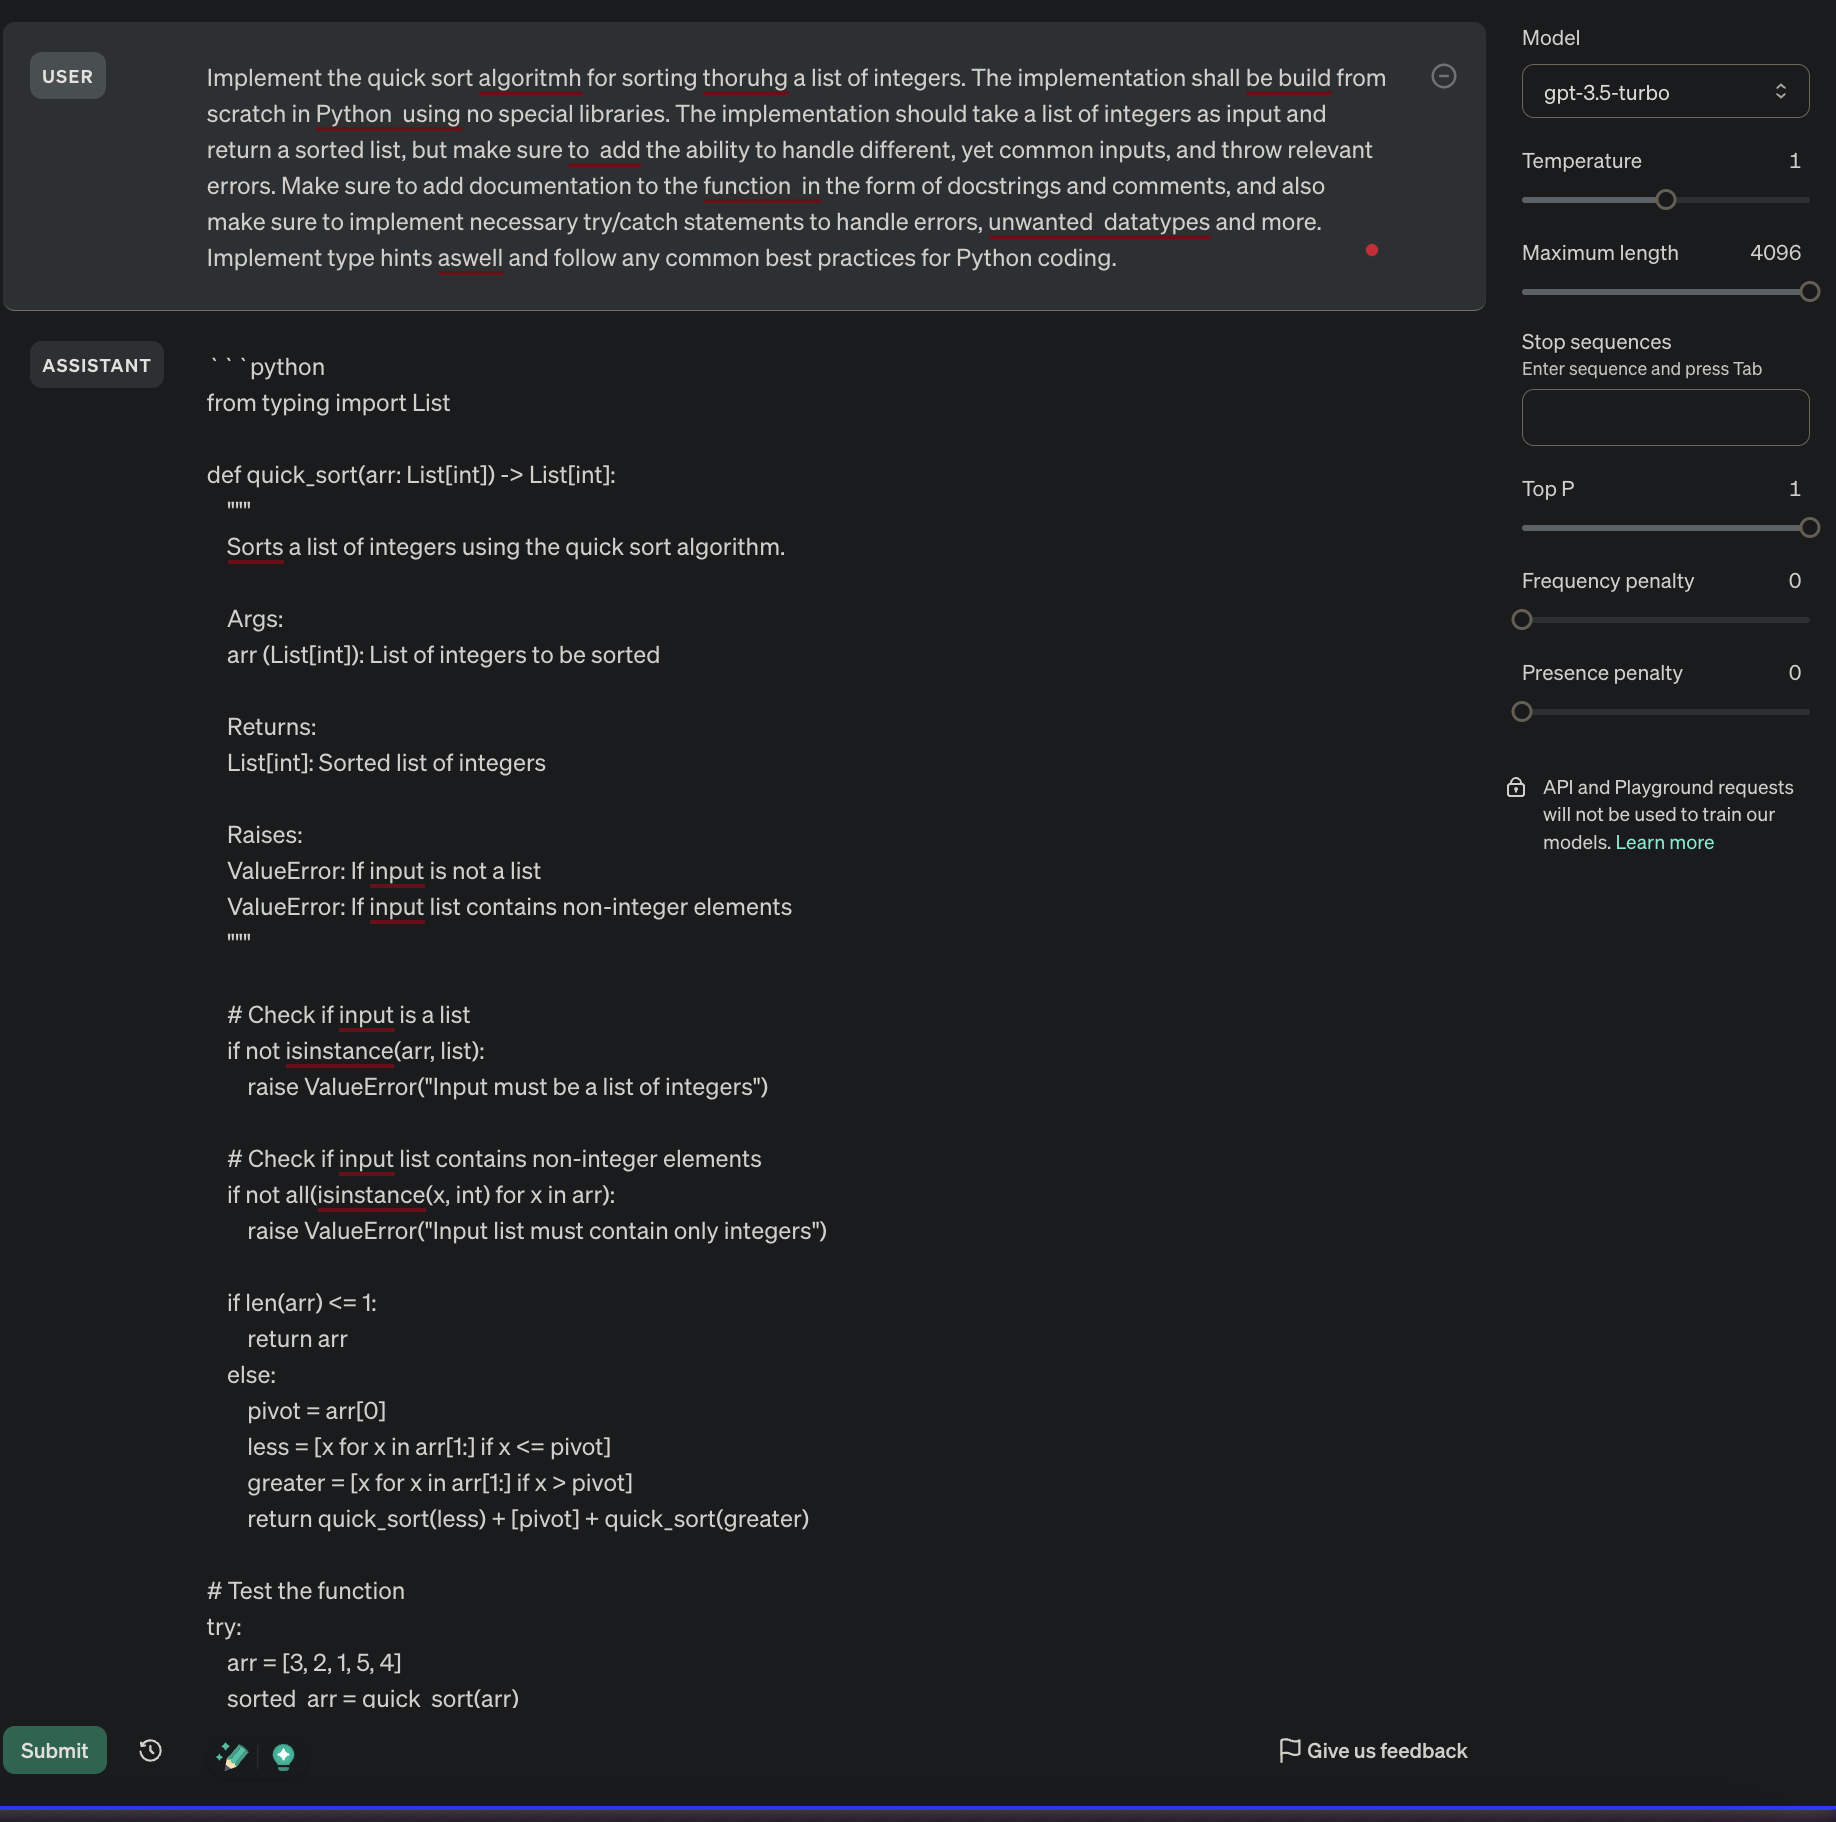 USER
Implement the quick sort algoritmh for sorting thoruhg a list of integers. The implementation shall be build from
scratch in Python  using no special libraries. The implementation should take a list of integers as input and
return a sorted list, but make sure to  add the ability to handle different, yet common inputs, and throw relevant
errors. Make sure to add documentation to the function  in the form of docstrings and comments, and also
make sure to implement necessary try/catch statements to handle errors, unwanted  datatypes and more.
Implement type hints aswell and follow any common best practices for Python coding.
ASSISTANT
```python
from typing import List
def quick_sort(arr: List[int]) -> List[int]:
"""
Sorts a list of integers using the quick sort algorithm.
Args:
arr (List[int]): List of integers to be sorted
Returns:
List[int]: Sorted list of integers
Raises:
ValueError: If input is not a list
ValueError: If input list contains non-integer elements
"""
# Check if input is a list
if not isinstance(arr, list):
raise ValueError("Input must be a list of integers")
# Check if input list contains non-integer elements
if not all(isinstance(x, int) for x in arr):
raise ValueError("Input list must contain only integers")
if len(arr) <= 1:
return arr
else:
pivot = arr[0]
less = [x for x in arr[1:] if x <= pivot]
greater = [x for x in arr[1:] if x > pivot]
return quick_sort(less) + [pivot] + quick_sort(greater)
# Test the function
try:
arr = [3, 2, 1, 5, 4]
sorted_arr = quick_sort(arr)
Submit
Give us feedback
Model
gpt-3.5-turbo
Temperature 1
Maximum length 4096
Stop sequences
Enter sequence and press Tab
Top P 1
Frequency penalty 0
Presence penalty 0
API and Playground requests
will not be used to train our
models. Learn more